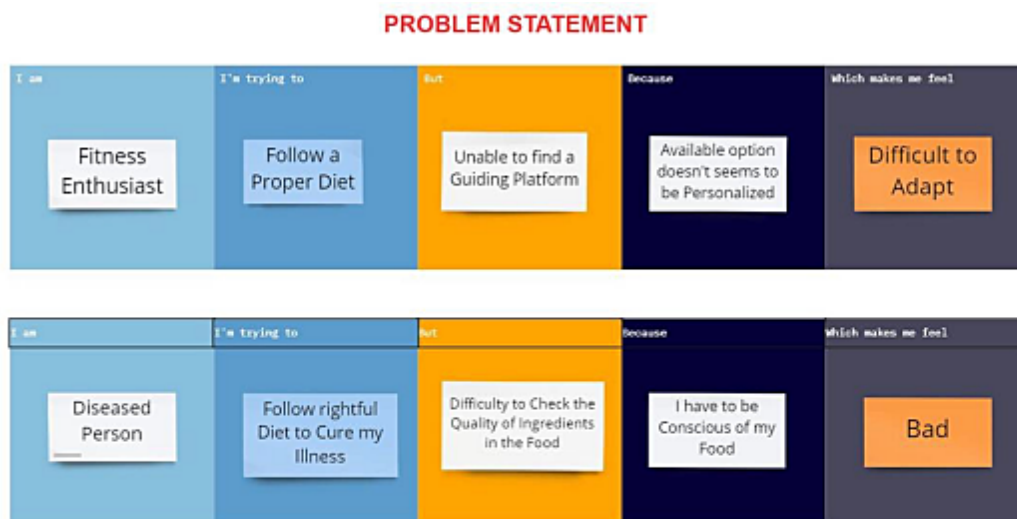 PROBLEM STATEMENT
I am
I'm trying to
But
Because
Which makes me feel
Fitness
Enthusiast
Follow a
Proper Diet
Unable to find a
Guiding Platform
Available option
doesn't seems to
be Personalized
Difficult to
Adapt
I am
I'm trying to
But
Because
Which makes me feel
Diseased
Person
Follow rightful
Diet to Cure my
Illness
Difficulty to Check the
Quality of Ingredients
in the Food
I have to be
Conscious of my
Food
Bad